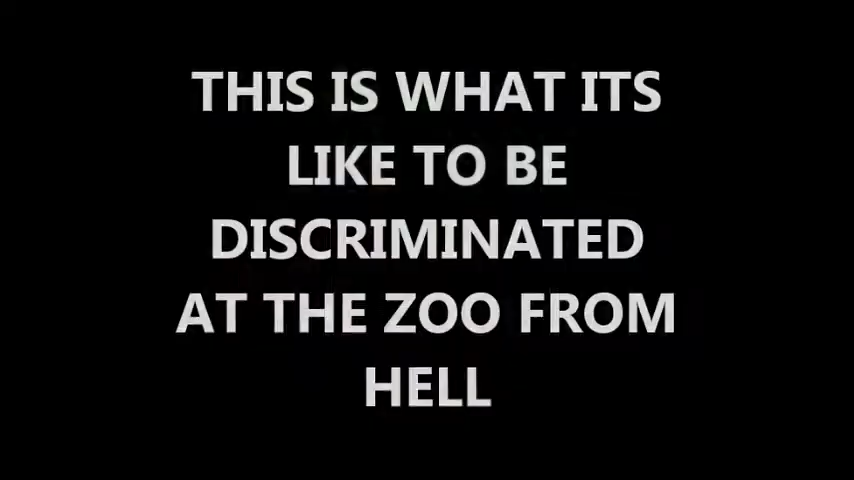 THIS IS WHAT ITS
LIKE TO BE
DISCRIMINATED
AT THE ZOO FROM
HELL